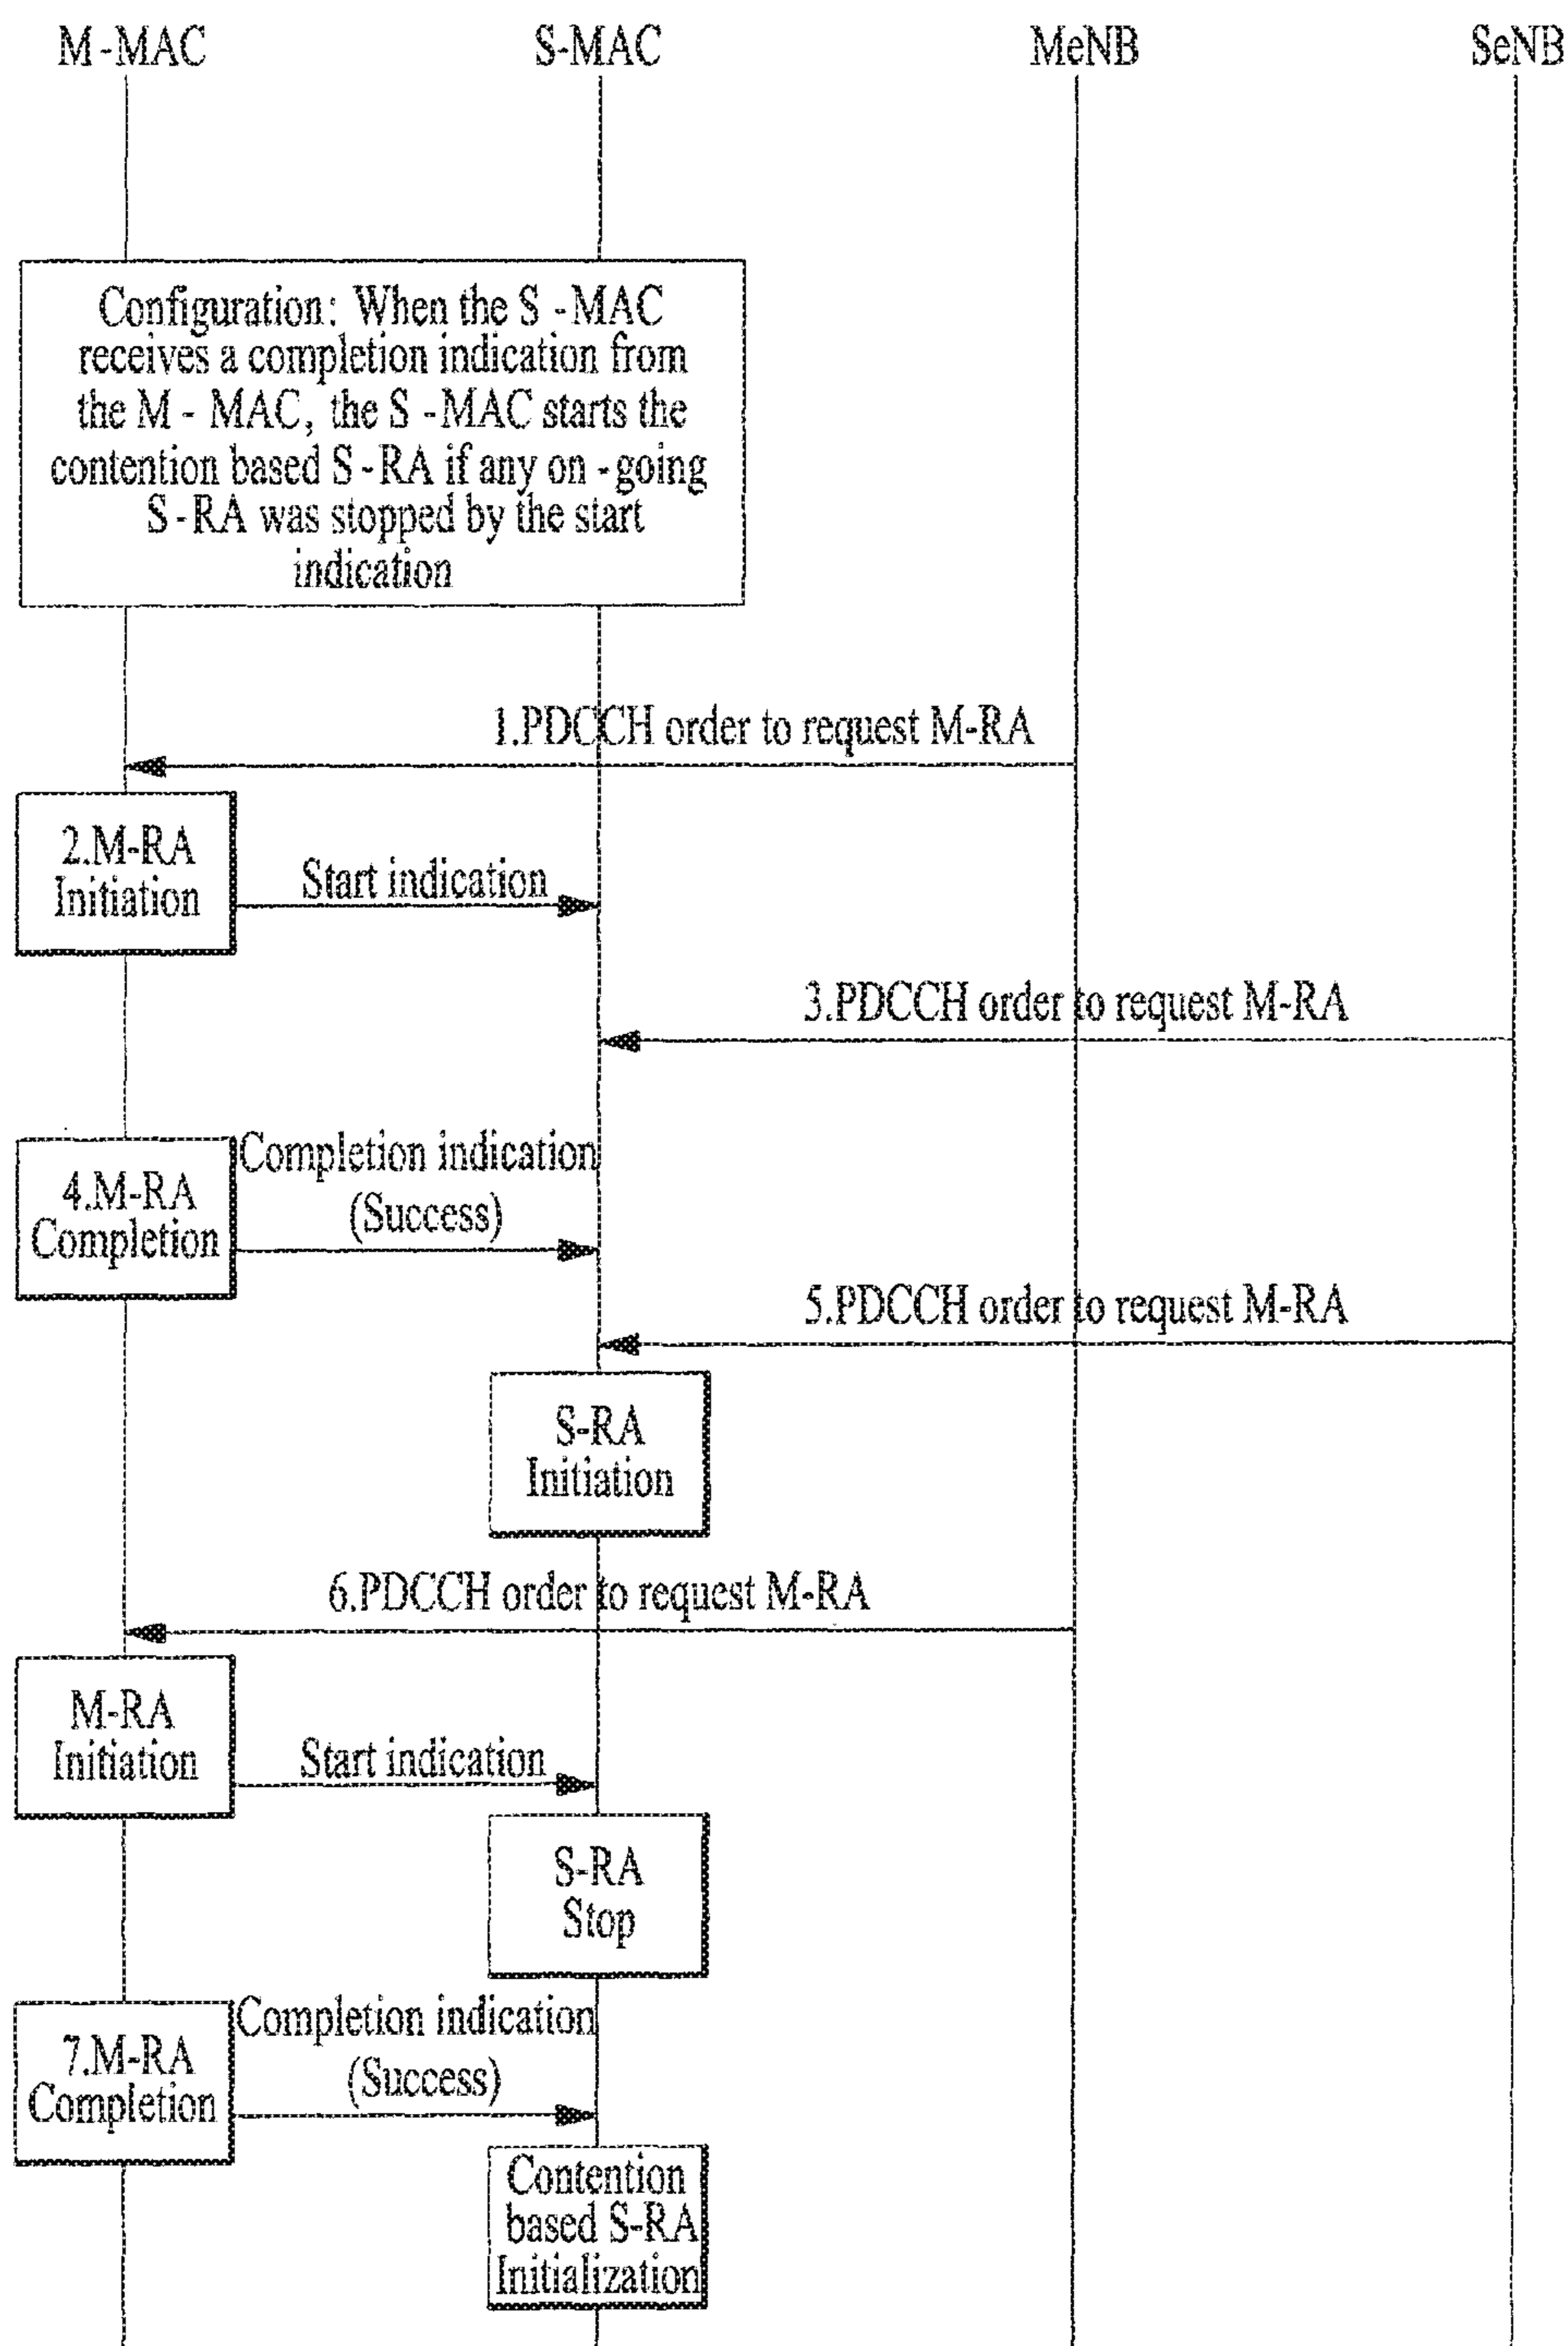 M-MAC
S-MAC
MeNB
SeNB
Configuration: When the S -MAC
receives a completion indication from
the M - MAC, the S -MAC starts the
contention based S -RA if any on -going
S -RA was stopped by the start
indication
1.PDCCH order to request M-RA
2.M-RA
Initiation
Start indication
3.PDCCH order to request M-RA
4.M-RA
Completion
Completion indication
(Success)
5.PDCCH order to request M-RA
S-RA
Initiation
6.PDCCH order to request M-RA
M-RA
Initiation
Start indication
S-RA
Stop
7.M-RA
Completion
Completion indication
(Success)
Contention
based S-RA
Initialization